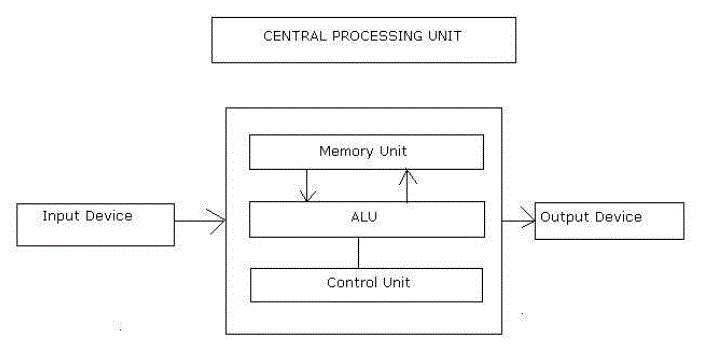 CENTRAL PROCESSING UNIT
Memory Unit
Input Device
ALU
Output Device
Control Unit